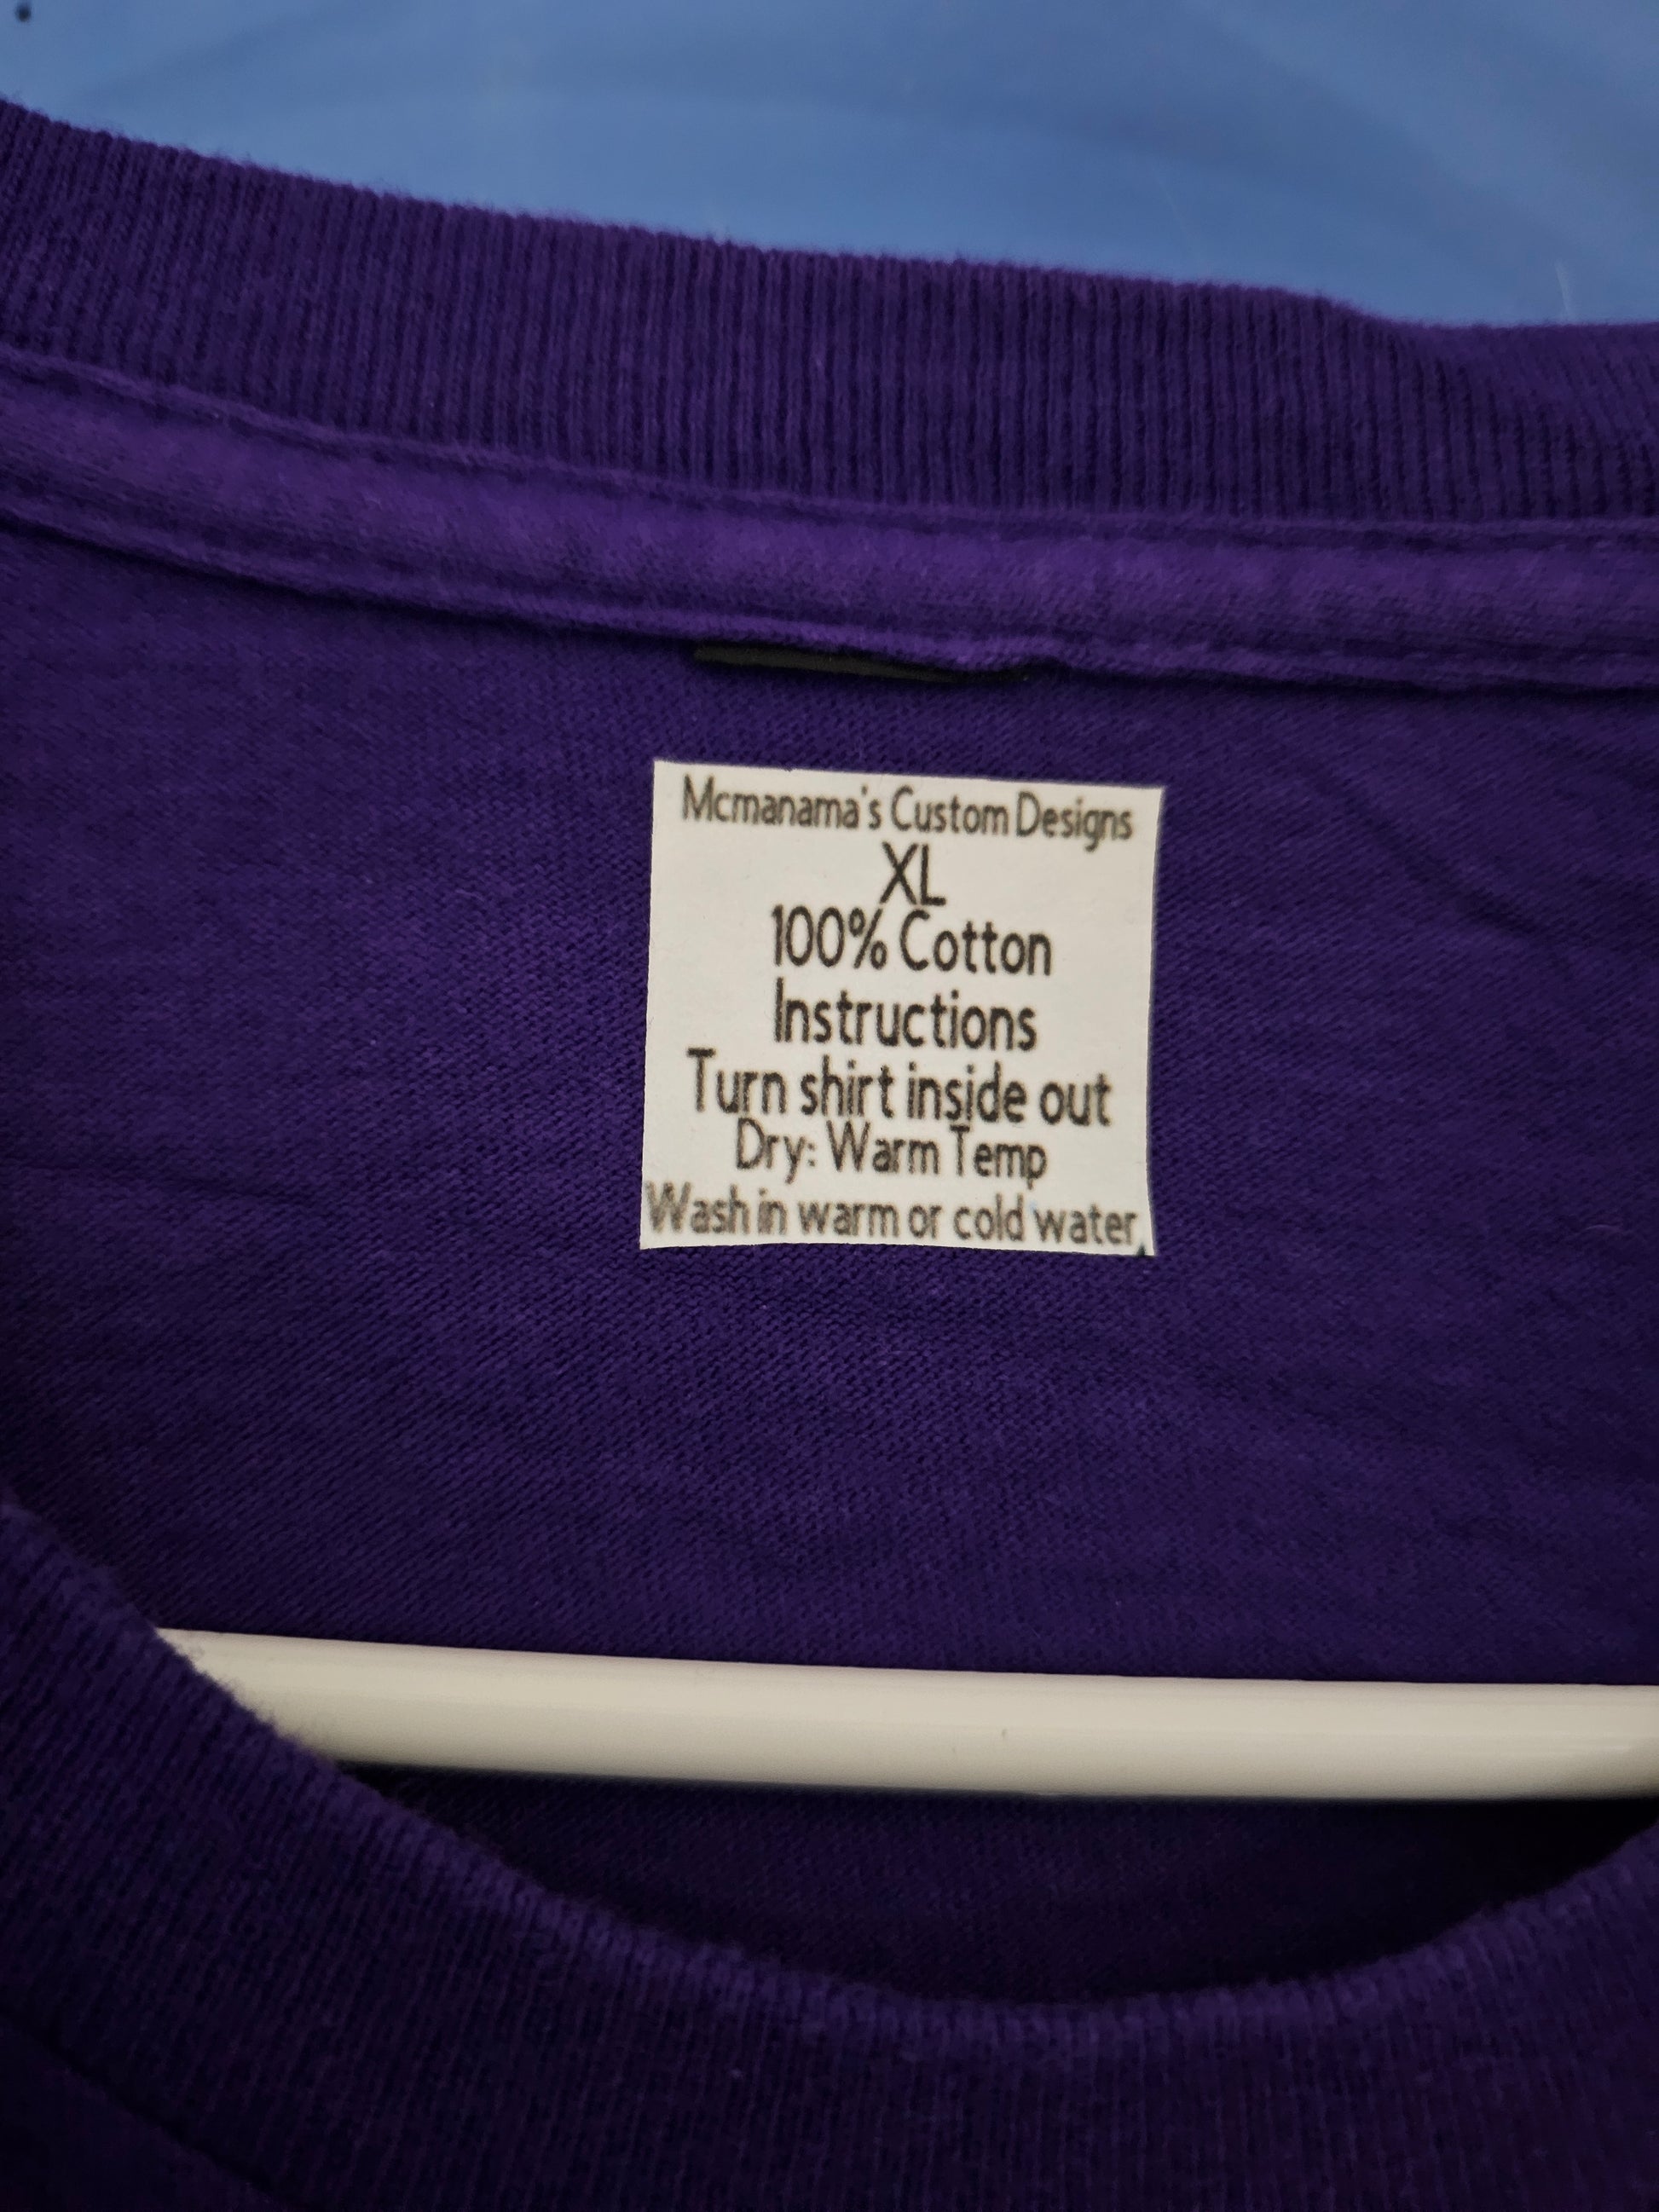 Mcmanama's Custom Designs
XL
100% Cotton
Instructions
Turn shirt inside out
Dry: Warm Temp
Wash in warm or cold water